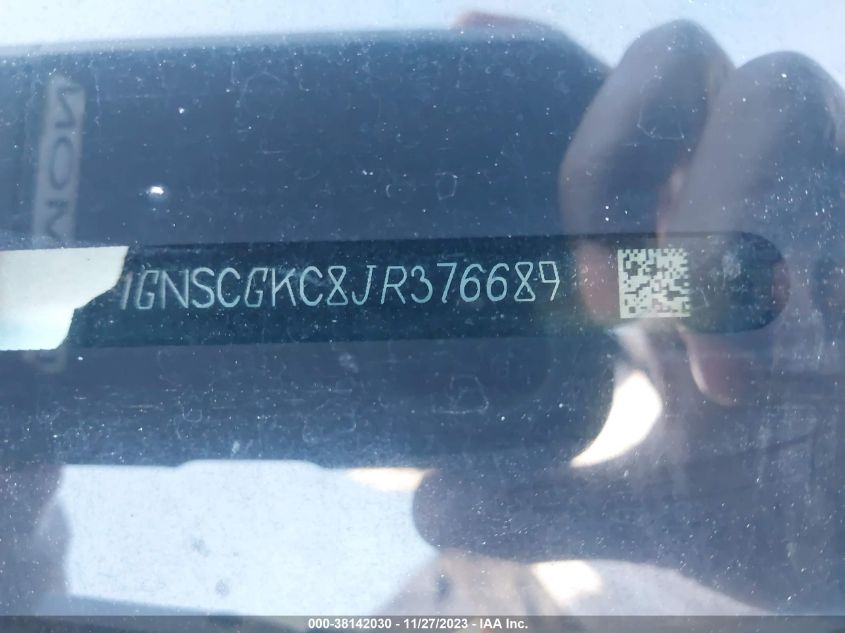 1GNSCGKC8JR376689
000-38142030 - 11/27/2023 - IAA Inc.